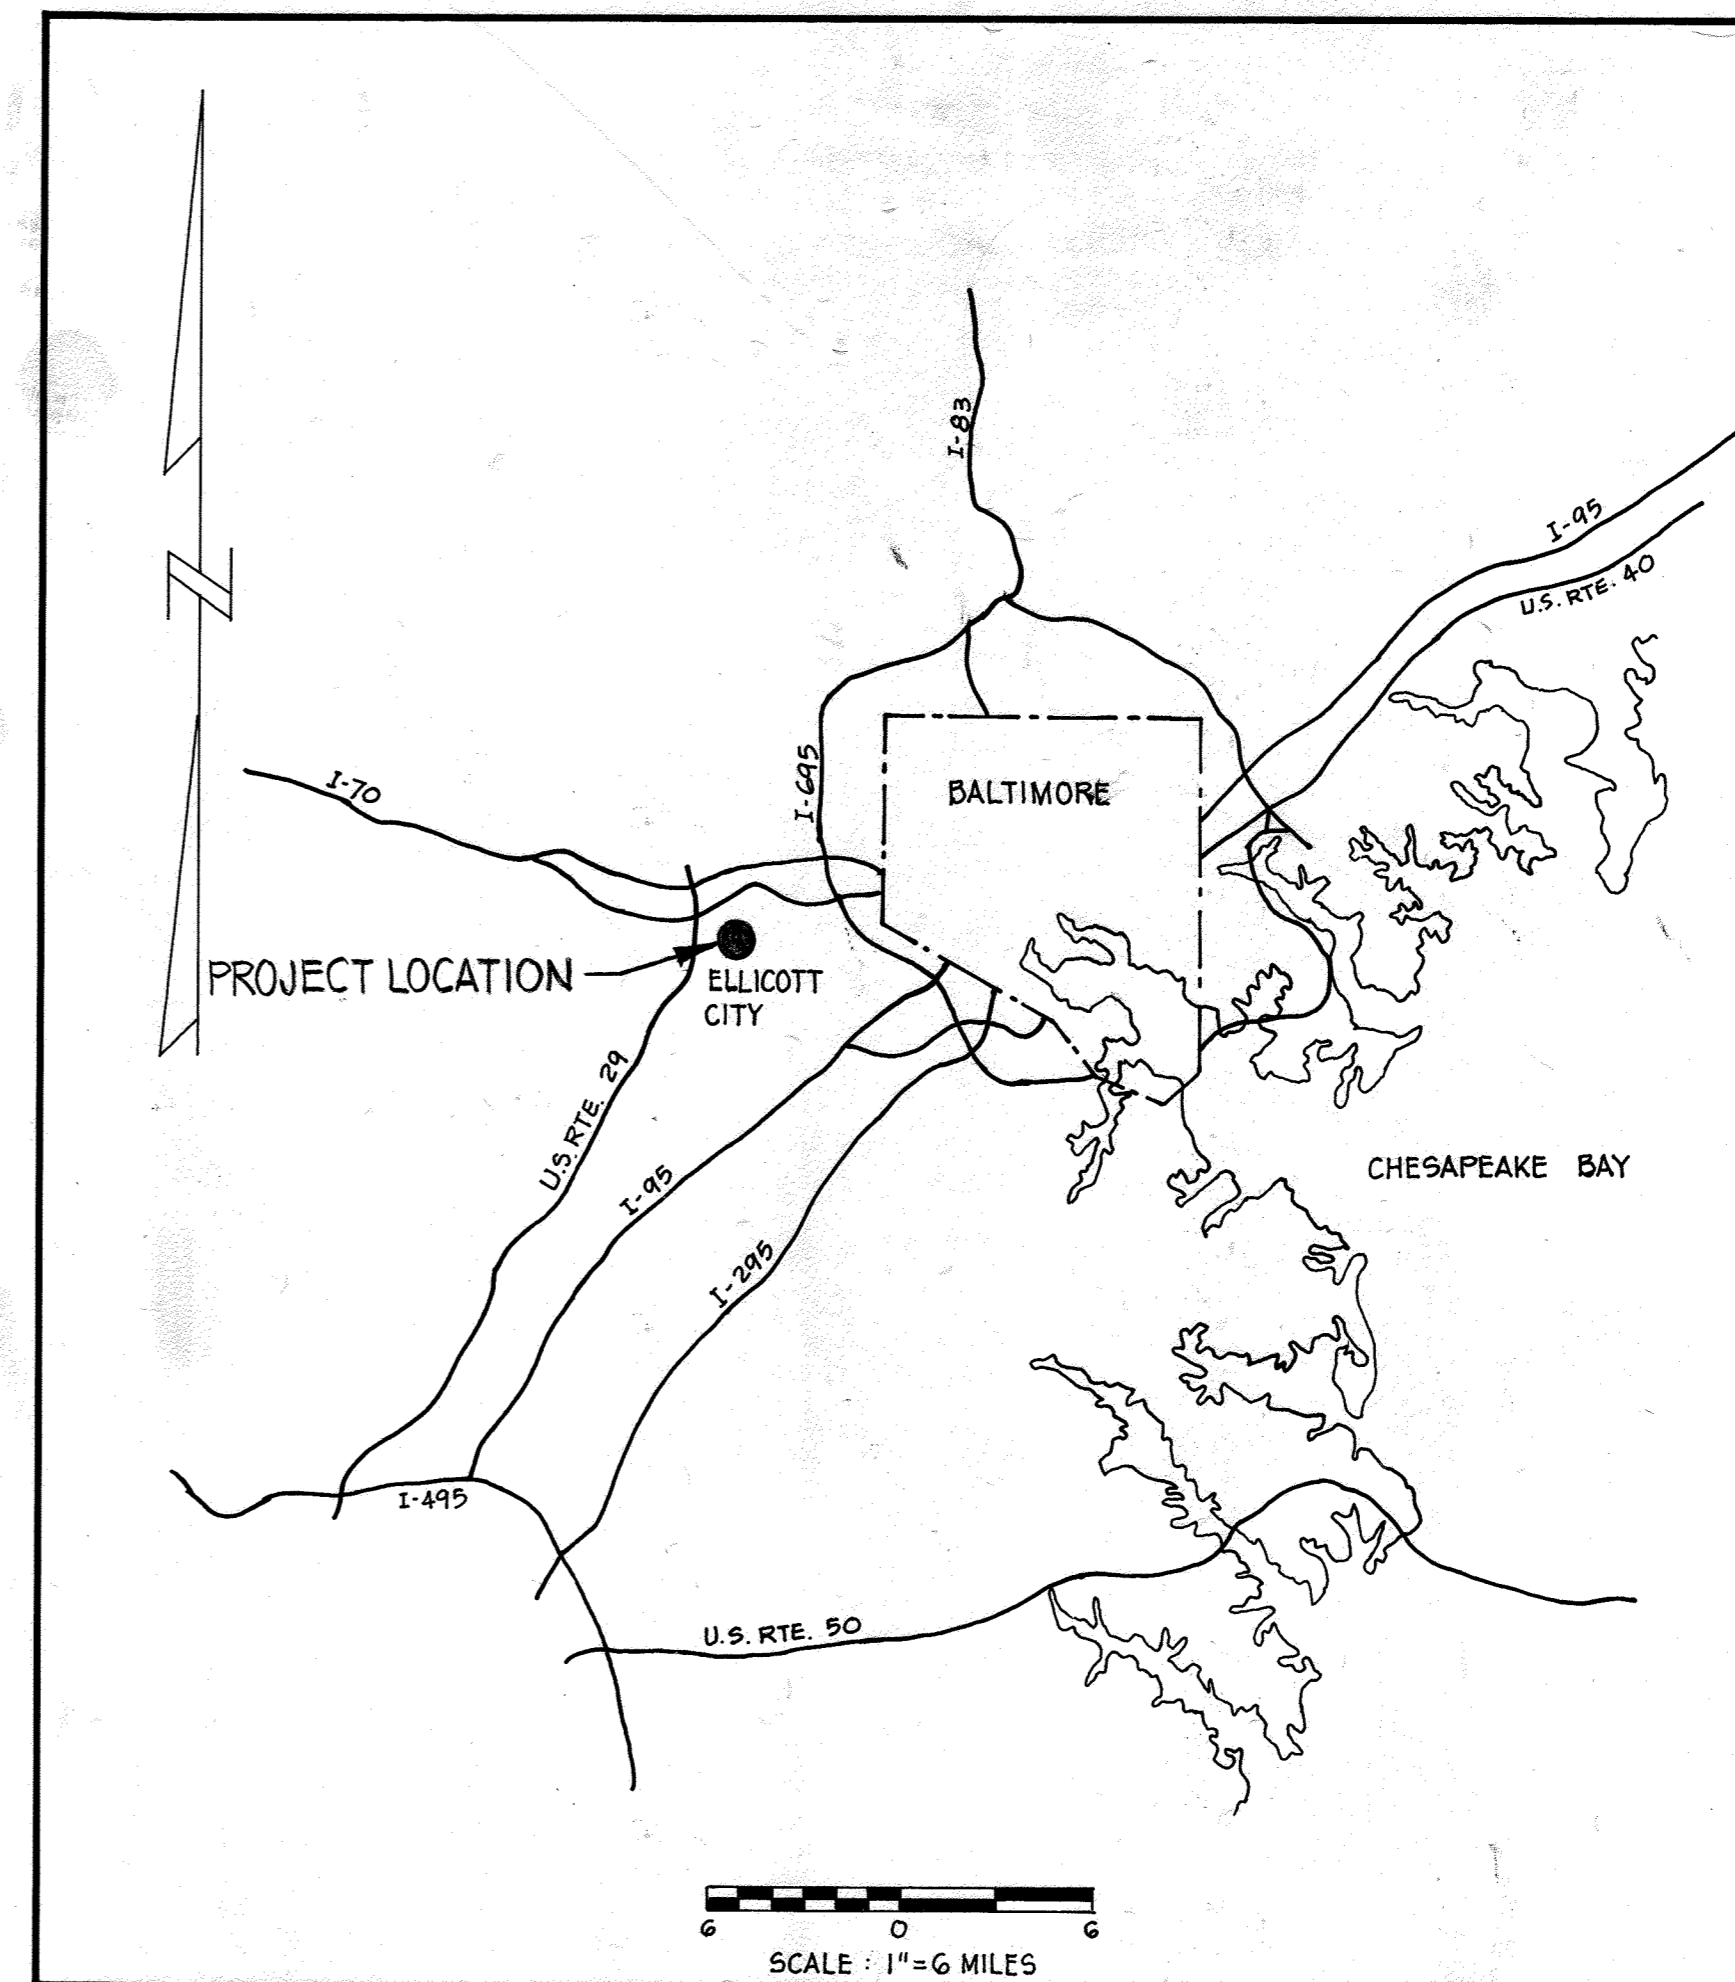 N
I-83
I-95
U.S. RTE. 40
I-695
BALTIMORE
I-70
PROJECT LOCATION
ELLICOTT
CITY
U.S. RTE. 29
I-95
I-295
CHESAPEAKE BAY
I-495
U.S. RTE. 50
6 0 6
SCALE : 1"=6 MILES